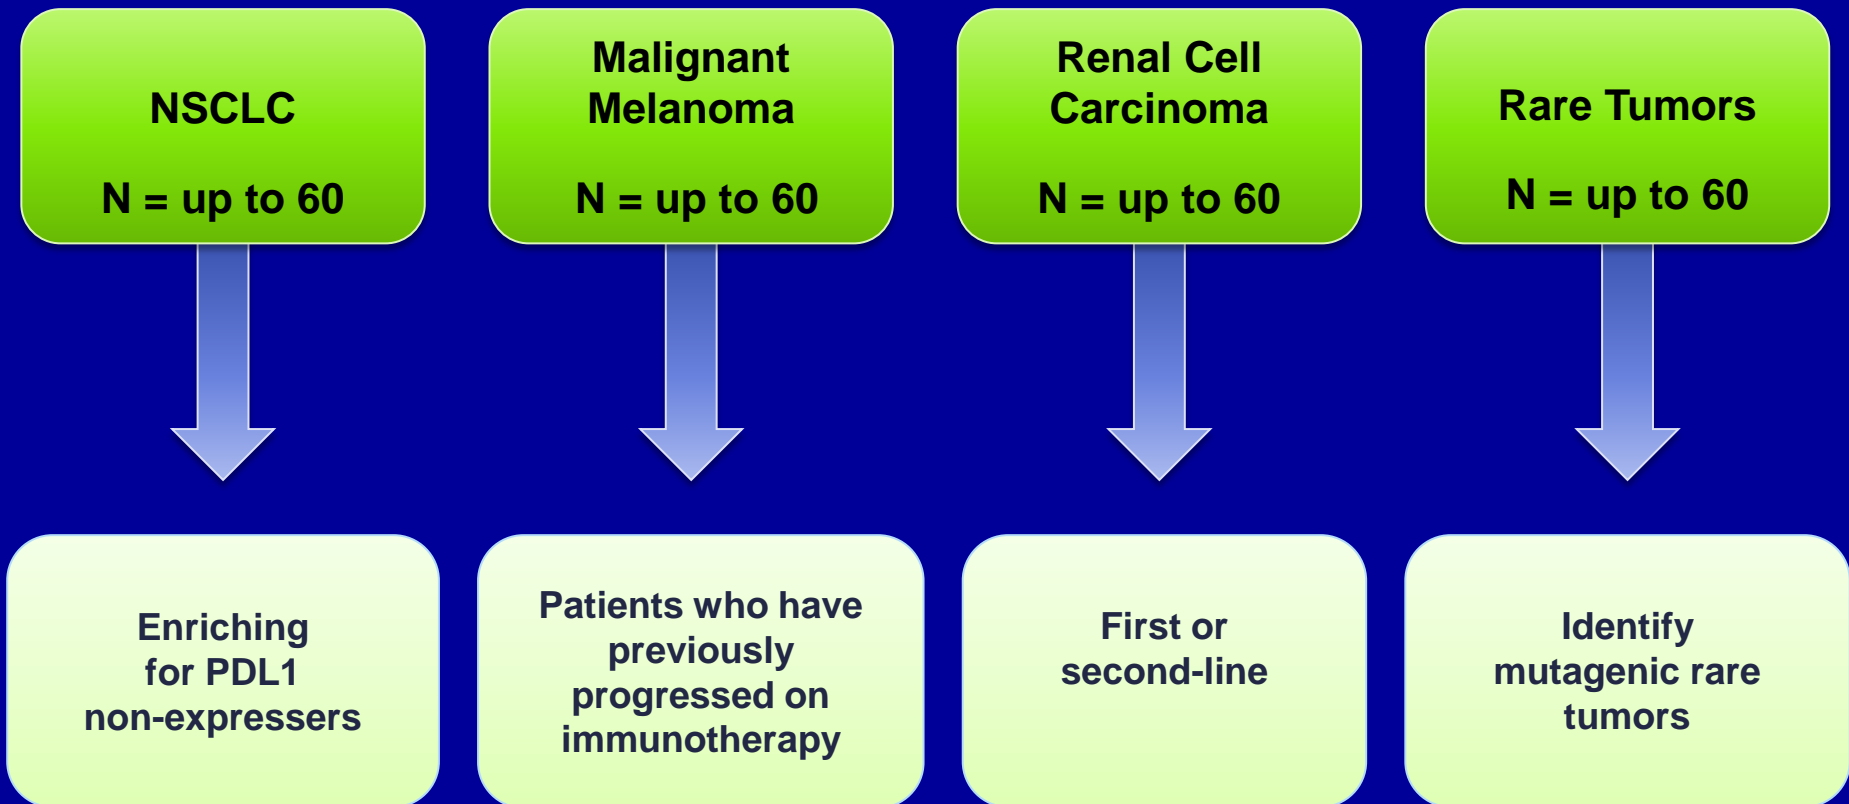 NSCLC
N = up to 60
Malignant
Melanoma
N = up to 60
Renal Cell
Carcinoma
N = up to 60
Rare Tumors
N = up to 60
Enriching
for PDL1
non-expressers
Patients who have
previously
progressed on
immunotherapy
First or
second-line
Identify
mutagenic rare
tumors